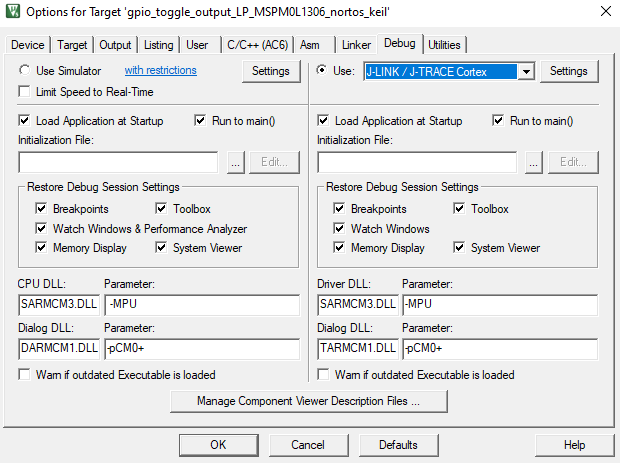 Options for Target 'gpio_toggle_output_LP_MSPM0L1306_nortos_keil'
Device Target Output Listing User C/C++ (AC6) Asm Linker Debug Utilities
Use Simulator with restrictions Settings
Limit Speed to Real-Time
Use: J-LINK / J-TRACE Cortex Settings
Load Application at Startup Run to main()
Initialization File:
... Edit...
Load Application at Startup Run to main()
Initialization File:
... Edit...
Restore Debug Session Settings
Breakpoints Toolbox
Watch Windows & Performance Analyzer
Memory Display System Viewer
Restore Debug Session Settings
Breakpoints Toolbox
Watch Windows
Memory Display System Viewer
CPU DLL: Parameter:
SARMCM3.DLL -MPU
Dialog DLL: Parameter:
DARMCM1.DLL -pCM0+
Warn if outdated Executable is loaded
Driver DLL: Parameter:
SARMCM3.DLL -MPU
Dialog DLL: Parameter:
TARMCM1.DLL -pCM0+
Warn if outdated Executable is loaded
Manage Component Viewer Description Files ...
OK Cancel Defaults Help